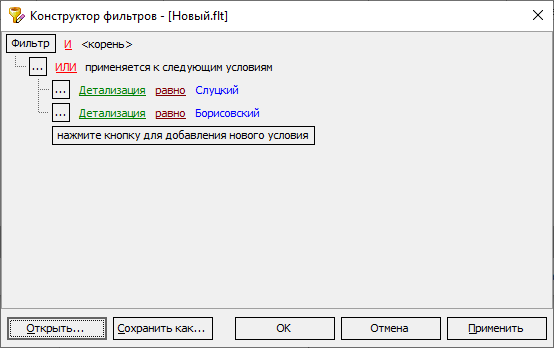 Конструктор фильтров - [Новый.flt]
Фильтр И <корень>
... ИЛИ применяется к следующим условиям
... Детализация равно Слуцкий
... Детализация равно Борисовский
нажмите кнопку для добавления нового условия
Открыть... Сохранить как... OK Отмена Применить